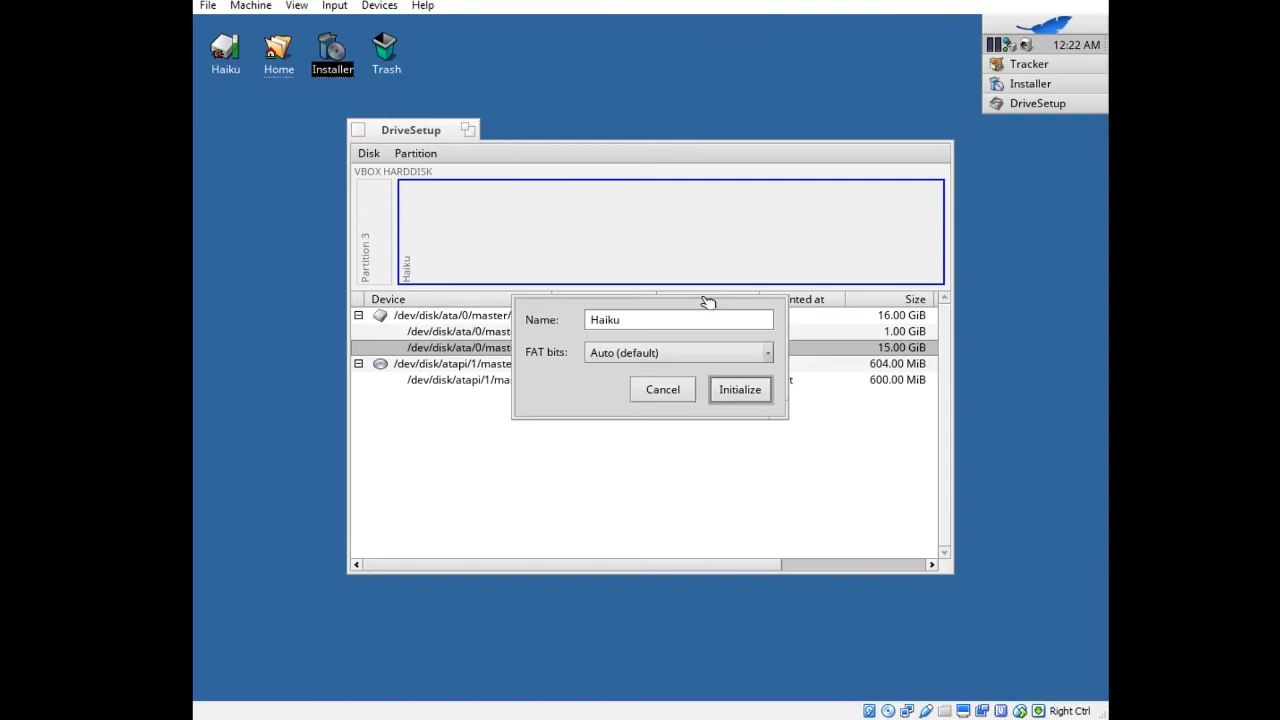 File Machine View Input Devices Help
Haiku Home Installer Trash
12:22 AM
Tracker
Installer
DriveSetup
DriveSetup
Disk Partition
VBOX HARDDISK
Partition 3
Haiku
Device nted at Size
/dev/disk/ata/0/master/ 16.00 GiB
/dev/disk/ata/0/mast 1.00 GiB
/dev/disk/ata/0/mast 15.00 GiB
/dev/disk/atapi/1/maste 604.00 MiB
/dev/disk/atapi/1/ma t 600.00 MiB
Name: Haiku
FAT bits: Auto (default)
Cancel Initialize
Right Ctrl